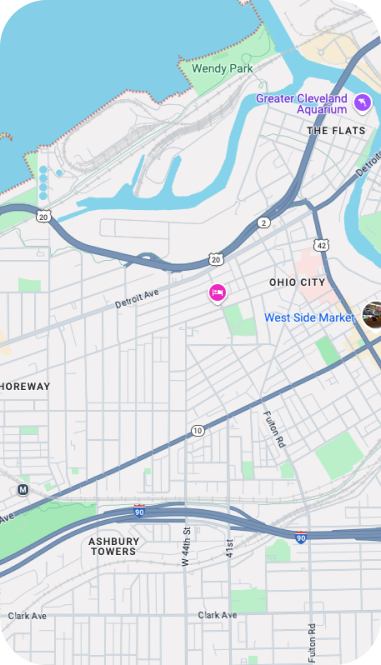 Wendy Park
Greater Cleveland
Aquarium
THE FLATS
Detroit
20
2
42
20
OHIO CITY
Detroit Ave
West Side Market
HOREWAY
Fulton Rd
10
M
Ave
90
ASHBURY
TOWERS
W 44th St
41st
90
Clark Ave
Clark Ave
Fulton Rd